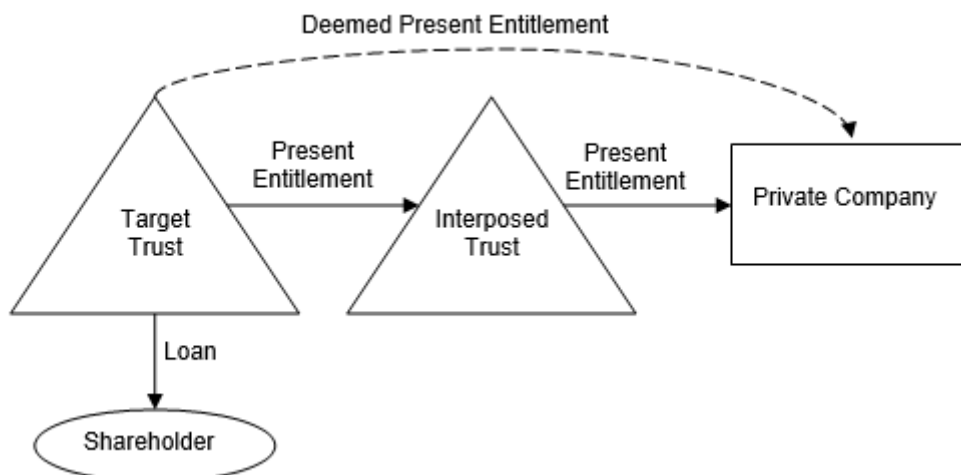 Deemed Present Entitlement
Present
Entitlement
Present
Entitlement
Target
Trust
Interposed
Trust
Private Company
Loan
Shareholder